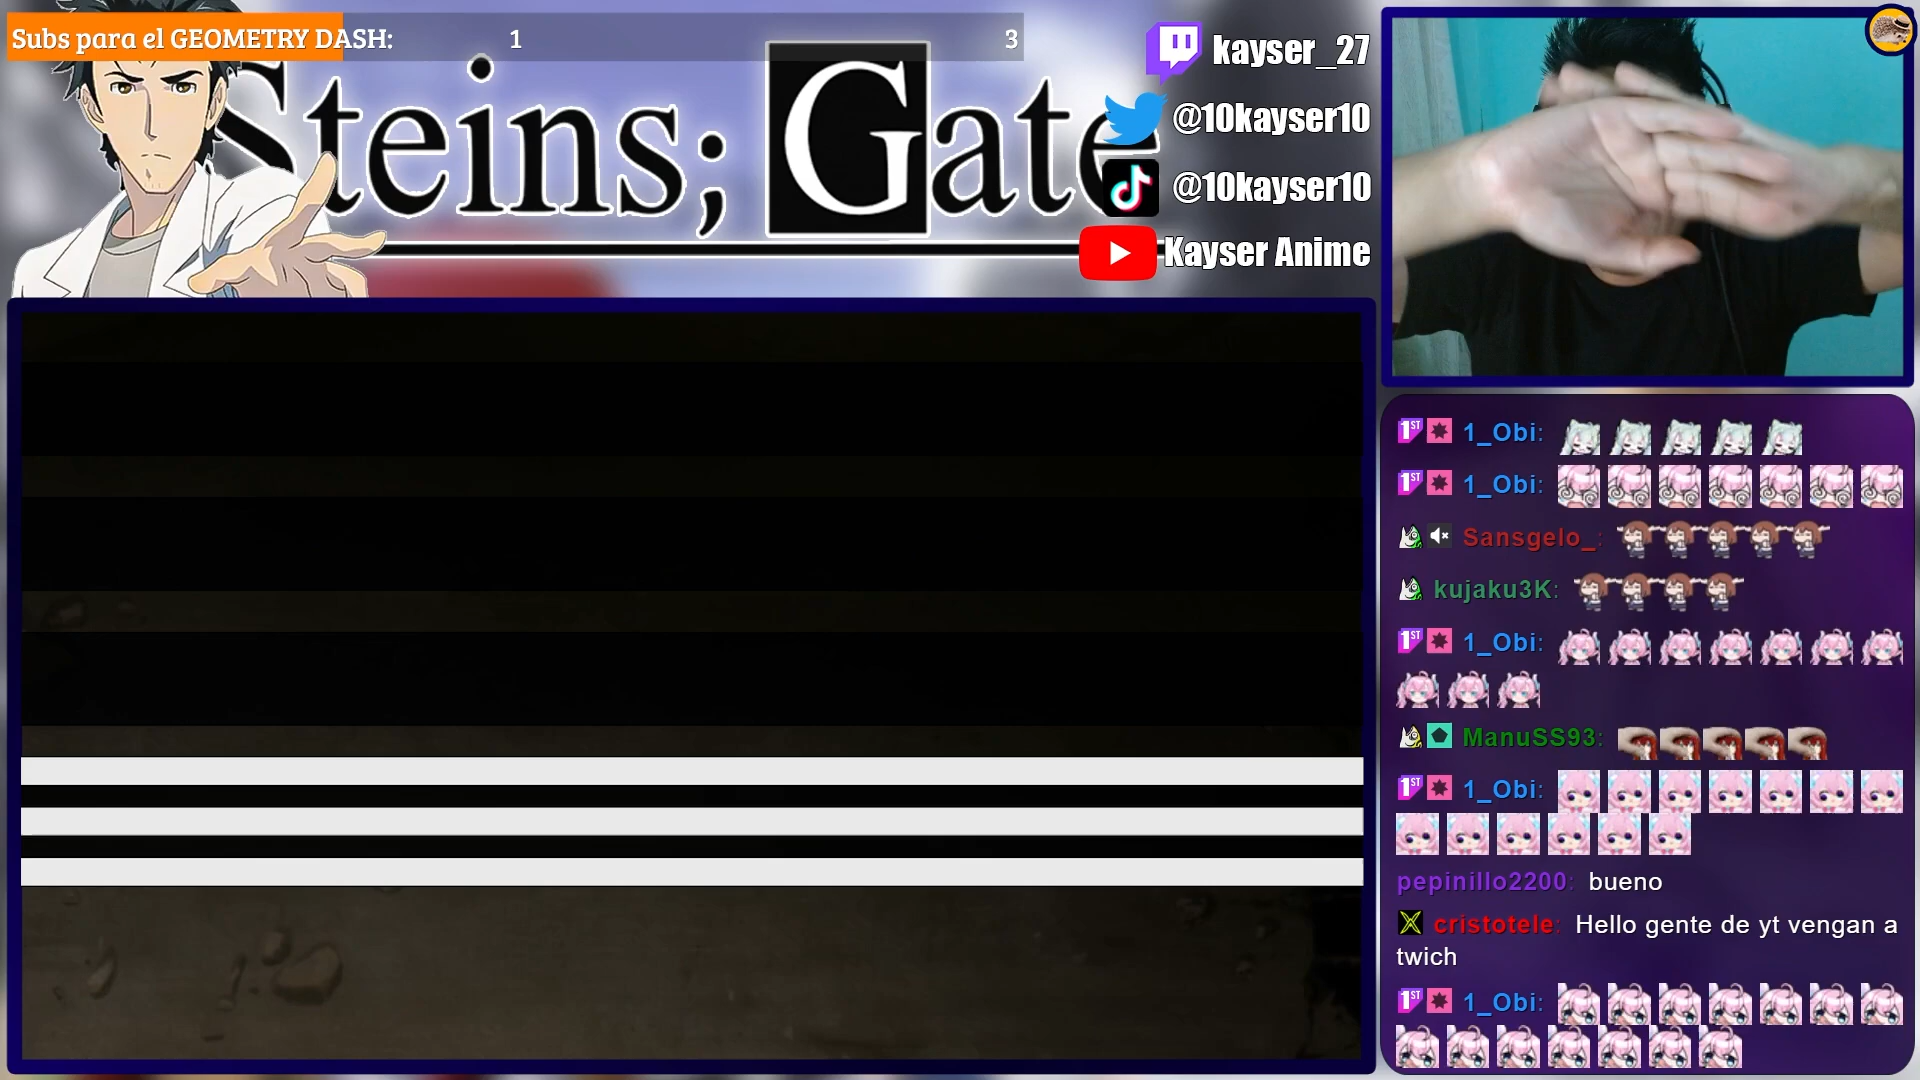 Subs para el GEOMETRY DASH: 1 3
Steins; Gate
kayser_27
@10kayser10
@10kayser10
Kayser Anime
1_Obi:
1_Obi:
Sansgelo_:
kujaku3K:
1_Obi:
ManuSS93:
1_Obi:
pepinillo2200: bueno
cristotele: Hello gente de yt vengan a
twich
1_Obi: